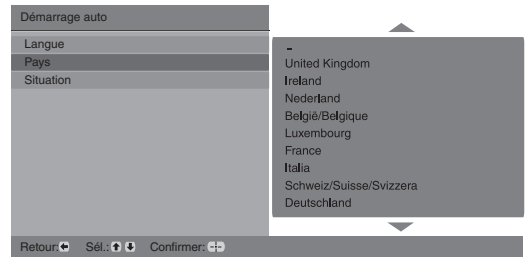 Démarrage auto
Langue
Pays
Situation
–
United Kingdom
Ireland
Nederland
België/Belgique
Luxembourg
France
Italia
Schweiz/Suisse/Svizzera
Deutschland
Retour: Sél.: Confirmer: